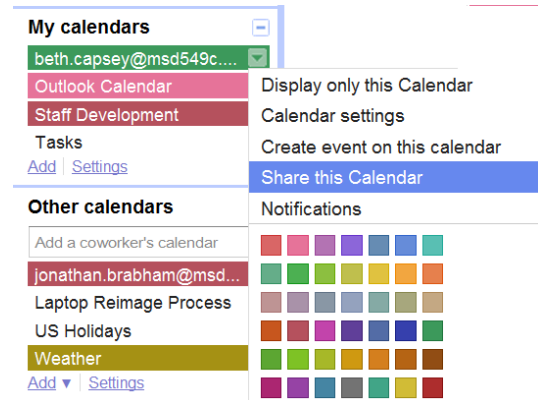 My calendars
beth.capsey@msd549c....
Outlook Calendar
Staff Development
Tasks
Add Settings
Other calendars
Add a coworker's calendar
jonathan.brabham@msd...
Laptop Reimage Process
US Holidays
Weather
Add ▼ Settings
Display only this Calendar
Calendar settings
Create event on this calendar
Share this Calendar
Notifications